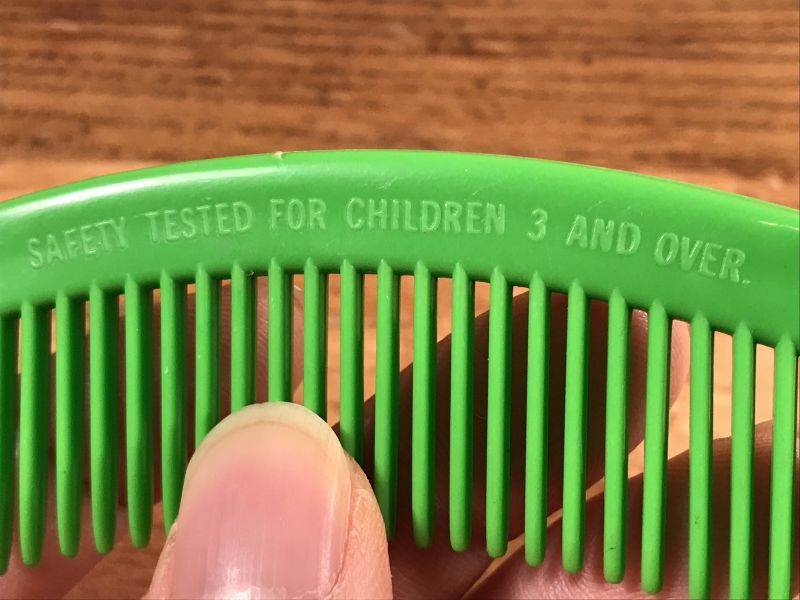 SAFETY TESTED FOR CHILDREN 3 AND OVER.